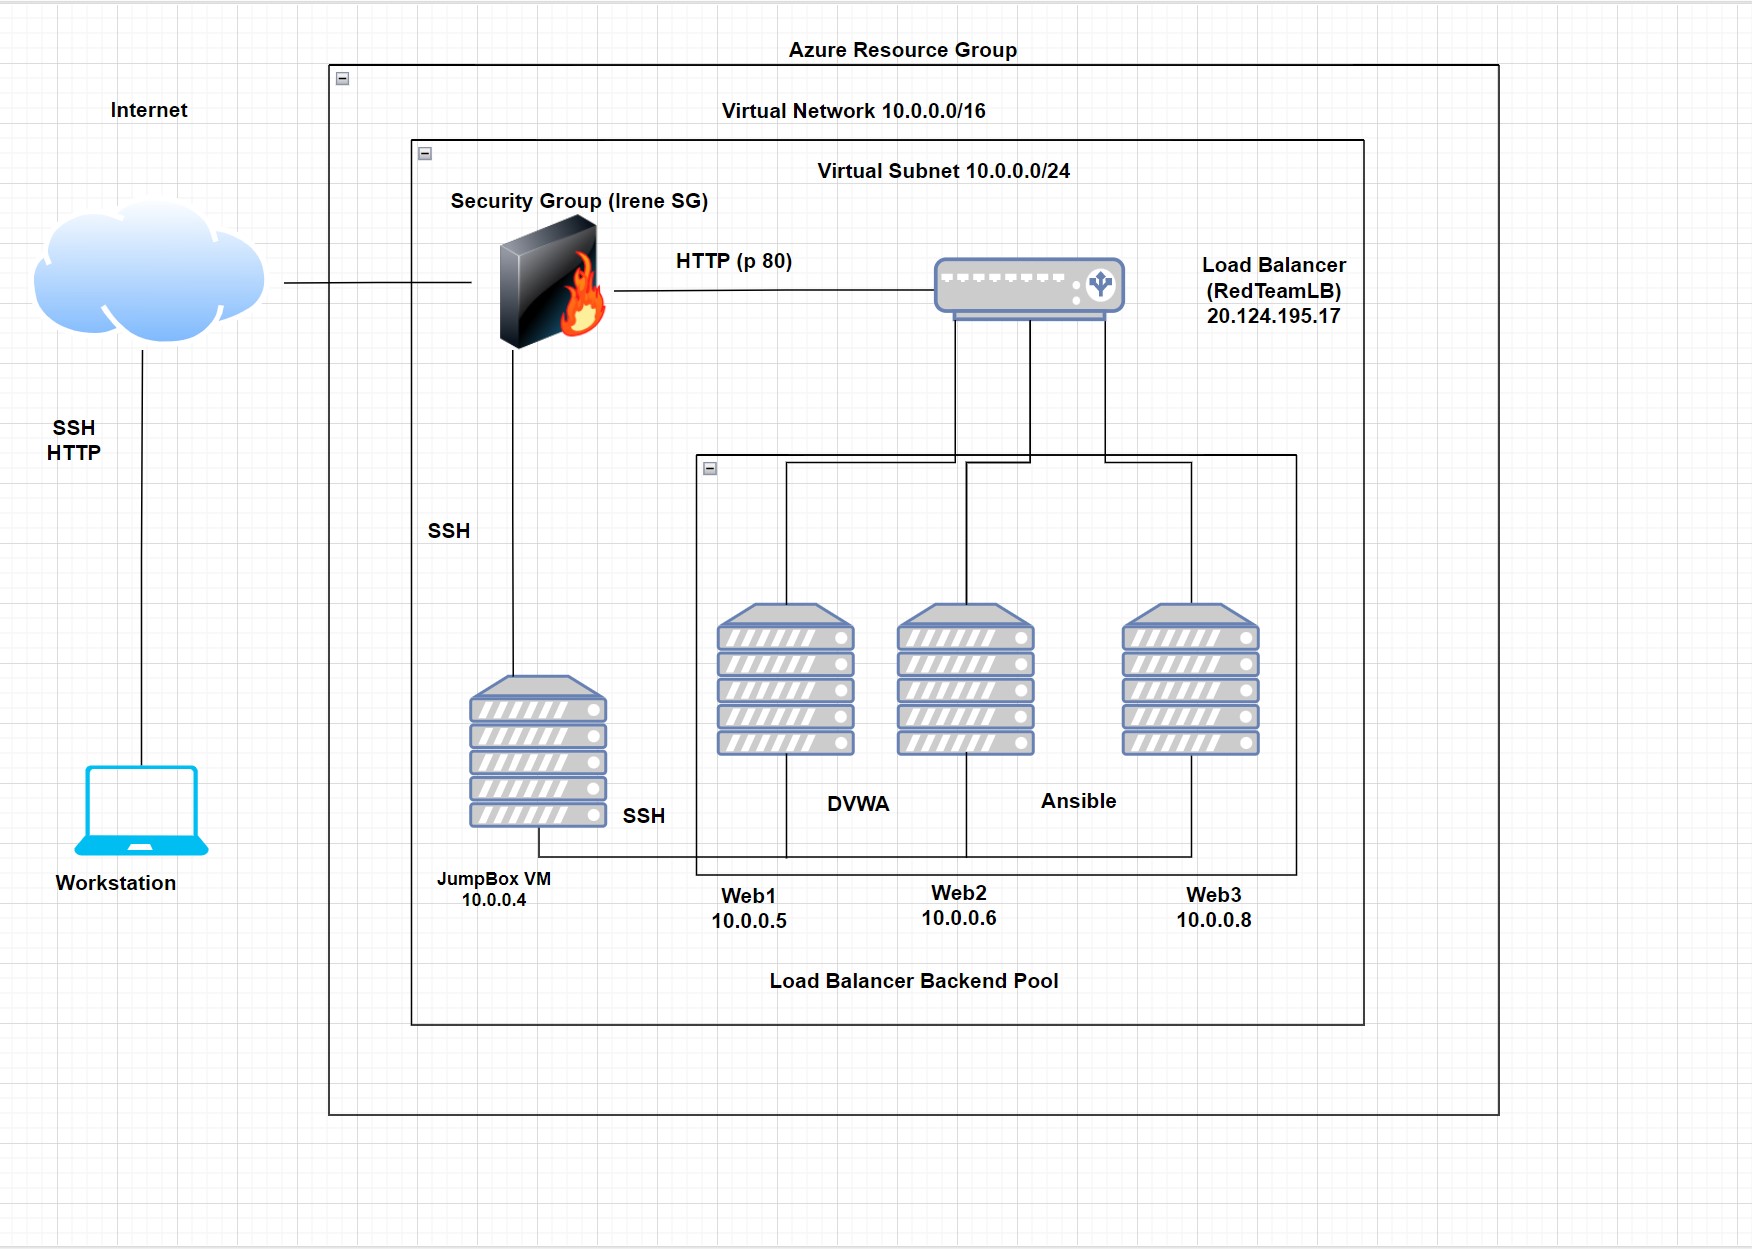 Azure Resource Group
Internet
Virtual Network 10.0.0.0/16
Virtual Subnet 10.0.0.0/24
Security Group (Irene SG)
HTTP (p 80)
Load Balancer
(RedTeamLB)
20.124.195.17
SSH
HTTP
SSH
SSH
DVWA
Ansible
Workstation
JumpBox VM
10.0.0.4
Web1
10.0.0.5
Web2
10.0.0.6
Web3
10.0.0.8
Load Balancer Backend Pool